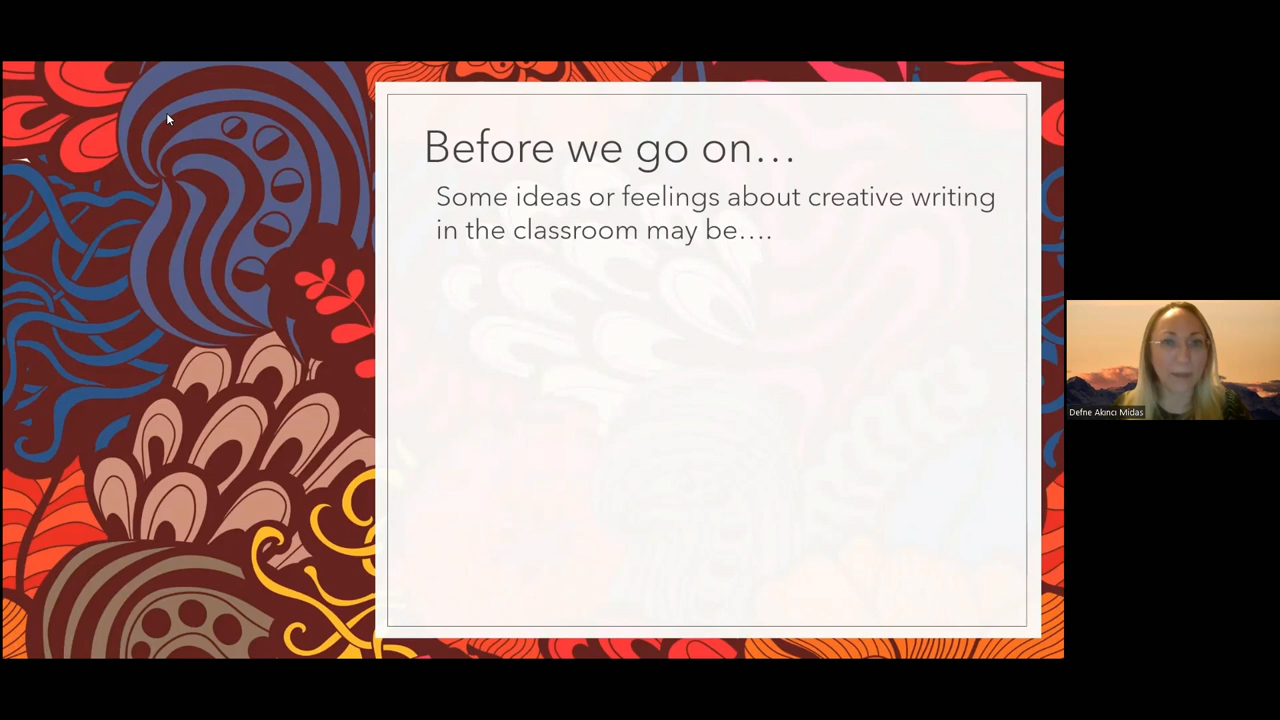 Before we go on…
Some ideas or feelings about creative writing
in the classroom may be….
Defne Akıncı Midas